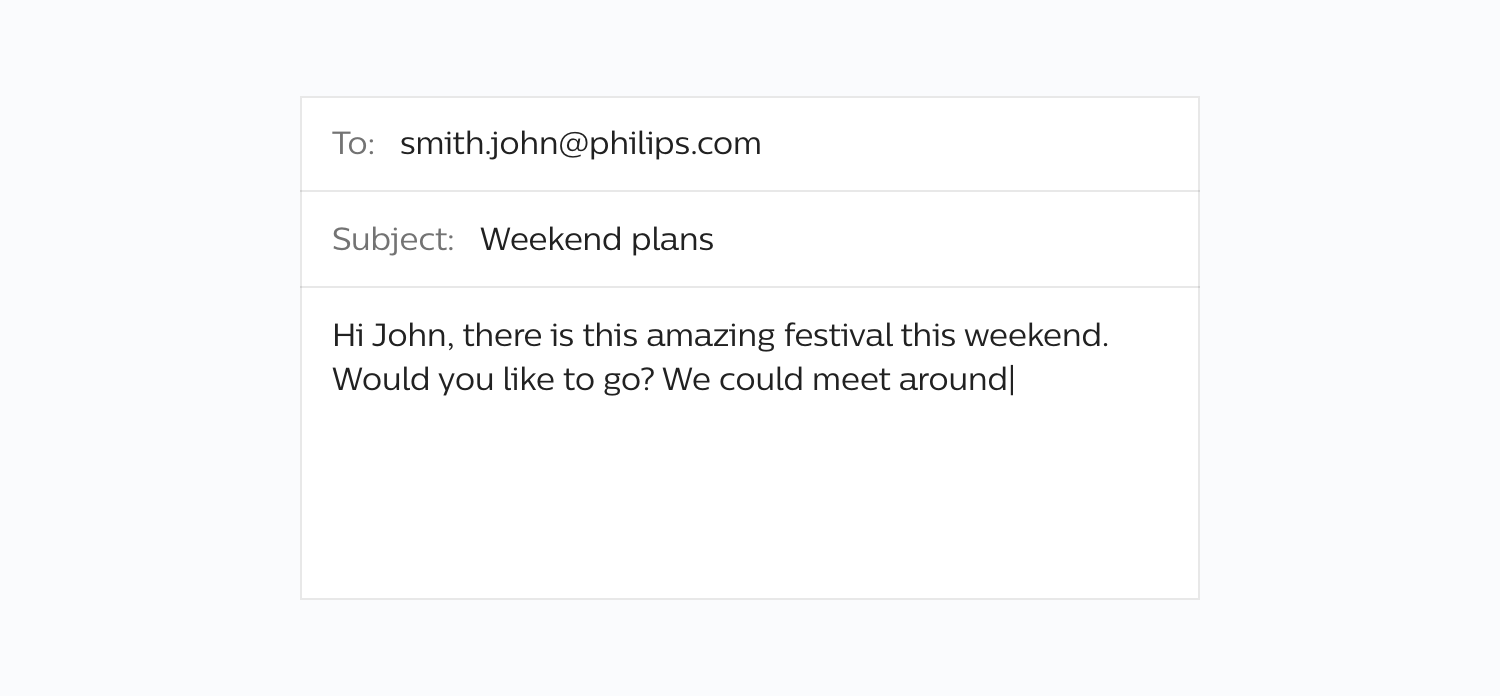 To: smith.john@philips.com
Subject: Weekend plans
Hi John, there is this amazing festival this weekend.
Would you like to go? We could meet around